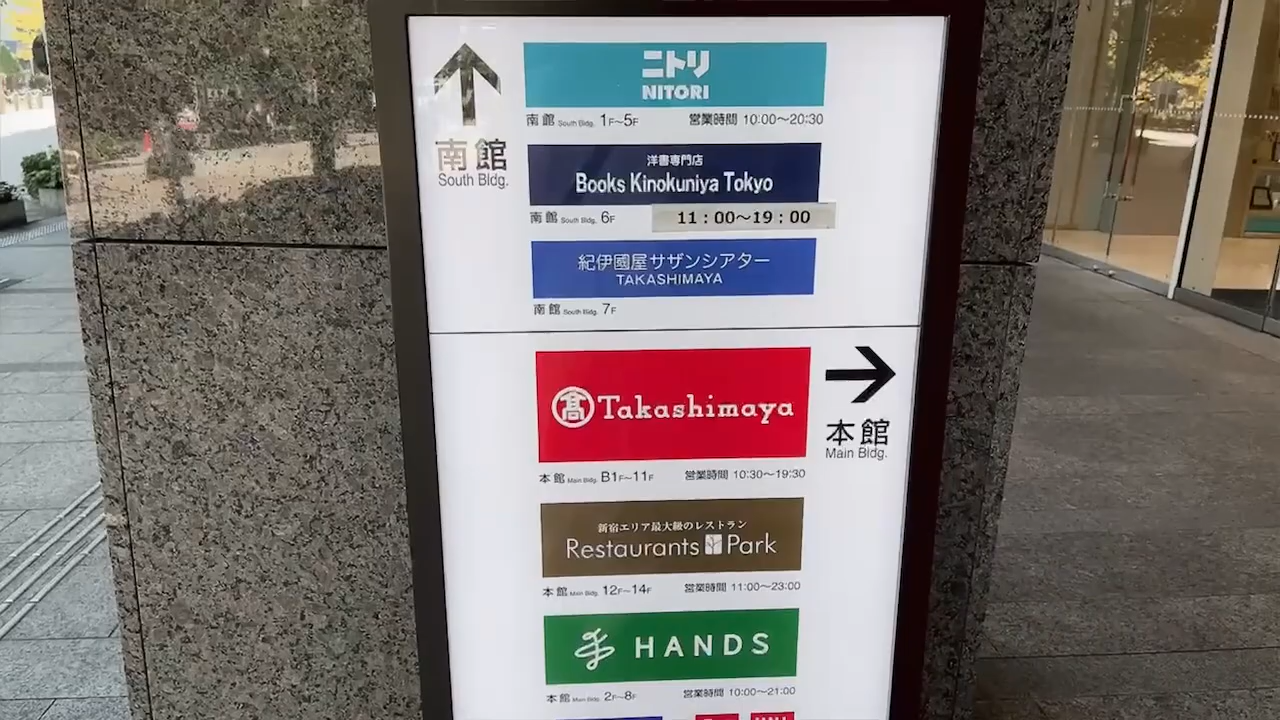 南館
South Bldg.
ニトリ
NITORI
南館 South Bldg. 1F～5F 営業時間 10:00～20:30
洋書専門店
Books Kinokuniya Tokyo
南館 South Bldg. 6F 11:00～19:00
紀伊國屋サザンシアター
TAKASHIMAYA
南館 South Bldg. 7F
髙 Takashimaya
本館
Main Bldg.
本館 Main Bldg. B1F～11F 営業時間 10:30～19:30
新宿エリア最大級のレストラン
Restaurants Park
本館 Main Bldg. 12F～14F 営業時間 11:00～23:00
HANDS
本館 Main Bldg. 2F～8F 営業時間 10:00～21:00